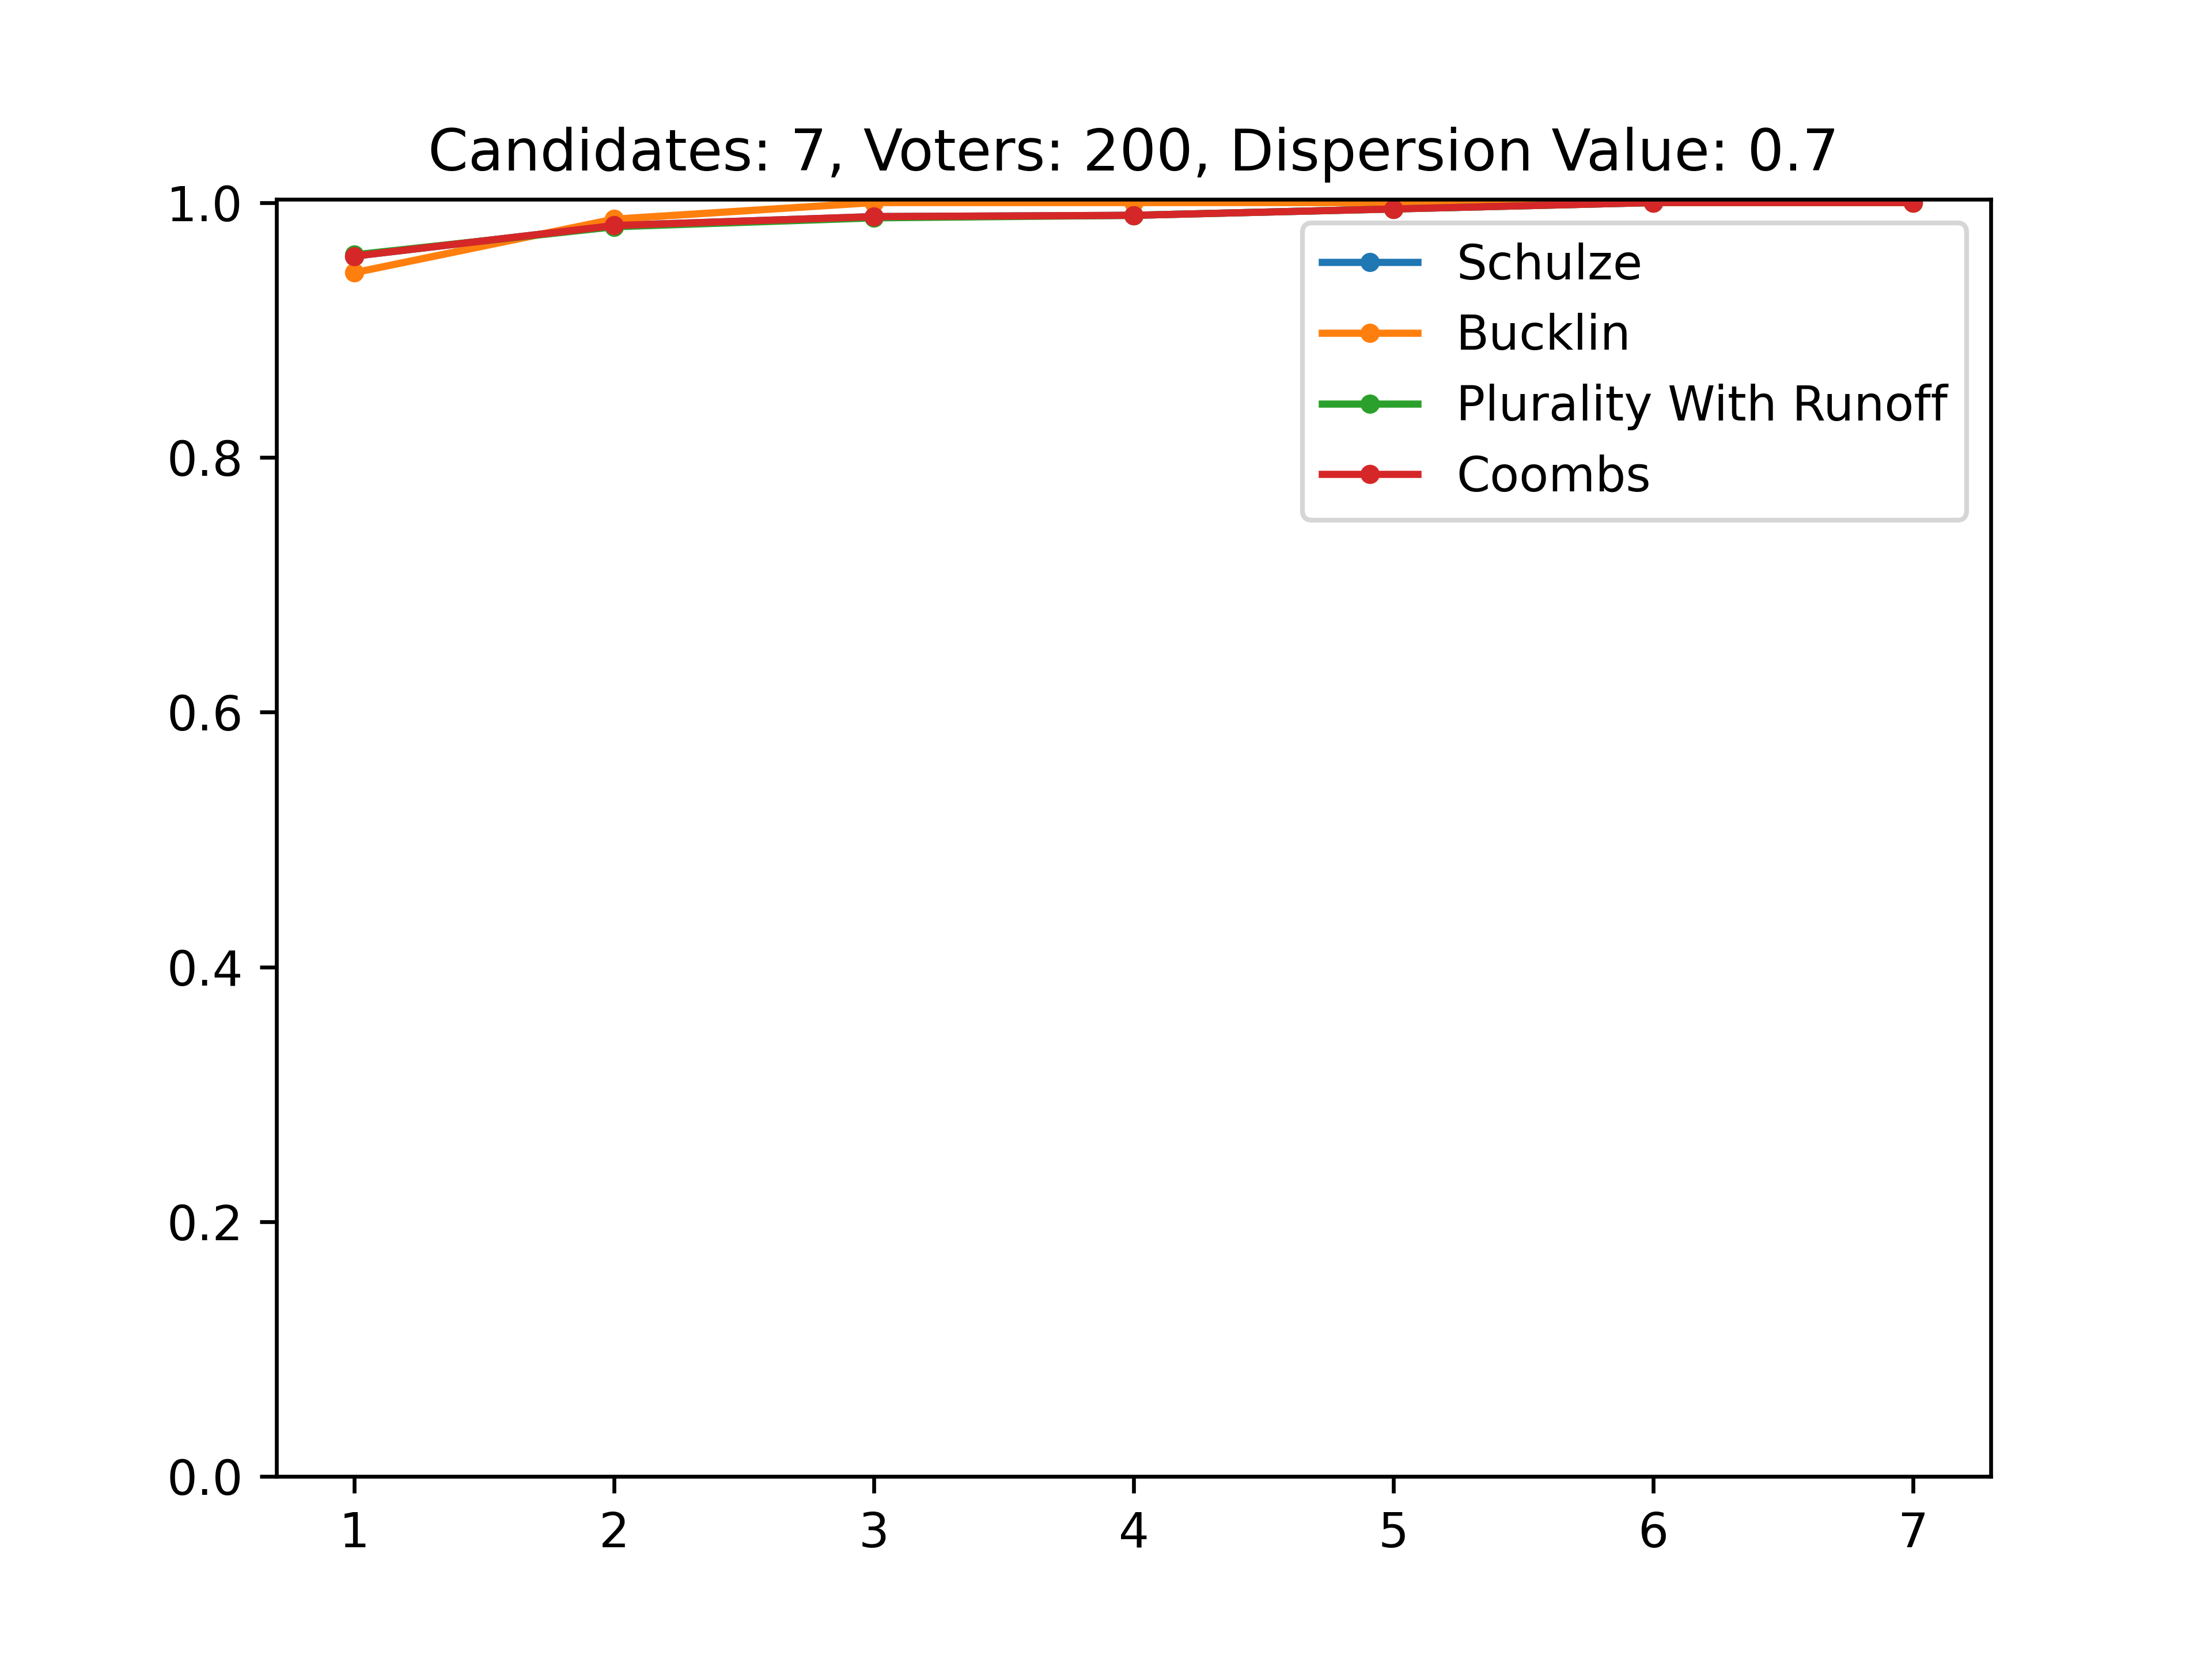 Candidates: 7, Voters: 200, Dispersion Value: 0.7
1.0
0.8
0.6
0.4
0.2
0.0
Schulze
Bucklin
Plurality With Runoff
Coombs
1 2 3 4 5 6 7